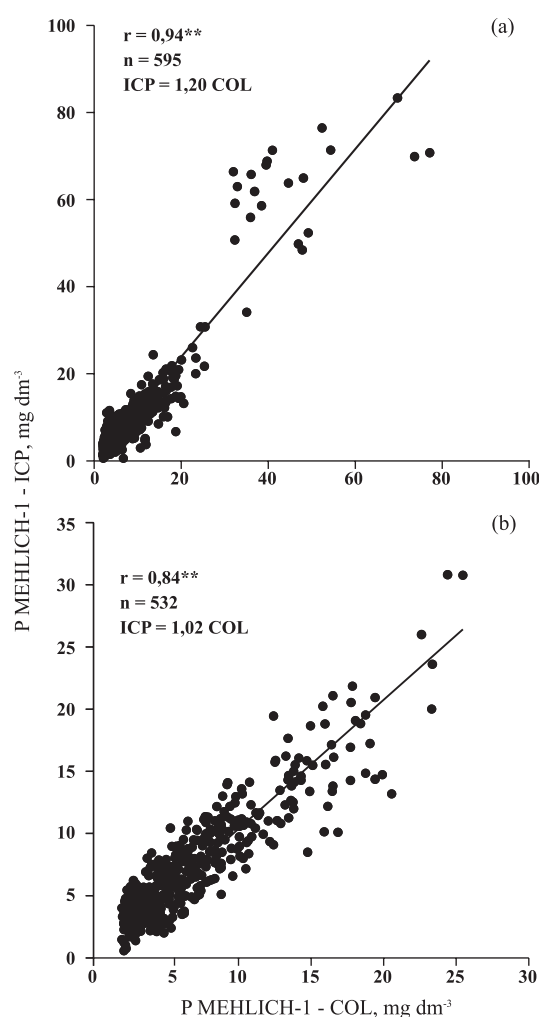 (a)
r = 0,94**
n = 595
ICP = 1,20 COL
100
80
60
40
20
0
0 20 40 60 80 100
P MEHLICH-1 - ICP, mg dm-3
(b)
r = 0,84**
n = 532
ICP = 1,02 COL
35
30
25
20
15
10
5
0
0 5 10 15 20 25 30
P MEHLICH-1 - COL, mg dm-3